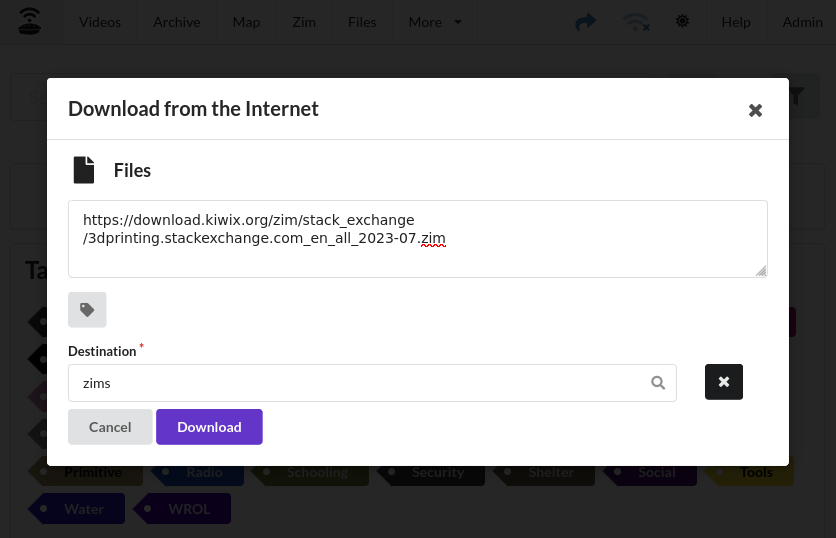 Videos Archive Map Zim Files More Help Admin
Download from the Internet
Files
https://download.kiwix.org/zim/stack_exchange
/3dprinting.stackexchange.com_en_all_2023-07.zim
Destination *
zims
Cancel Download
Primitive Radio Schooling Security Shelter Social Tools
Water WROL